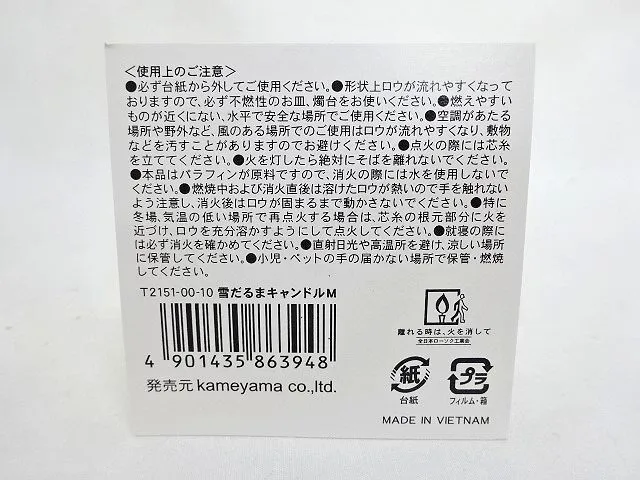 ＜使用上のご注意＞
●必ず台紙から外してご使用ください。●形状上ロウが流れやすくなって
おりますので、必ず不燃性のお皿、燭台をお使いください。●燃えやすい
ものが近くにない、水平で安全な場所でご使用ください。●空調があたる
場所や野外など、風のある場所でのご使用はロウが流れやすくなり、敷物
などを汚すことがありますのでお避けください。●点火の際には芯糸
を立ててください。●火を灯したら絶対にそばを離れないでください。
●本品はパラフィンが原料ですので、消火の際には水を使用しないで
ください。●燃焼中および消火直後は溶けたロウが熱いので手を触れない
よう注意し、消火後はロウが固まるまで動かさないでください。●特に
冬場、気温の低い場所で再点火する場合は、芯糸の根元部分に火を
近づけ、ロウを充分溶かすようにして点火してください。●就寝の際に
は必ず消火を確かめてください。●直射日光や高温所を避け、涼しい場所
に保管してください。●小児・ペットの手の届かない場所で保管・燃焼
してください。
T2151-00-10 雪だるまキャンドルM
4 901435 863948
発売元 kameyama co.,ltd.
離れる時は、火を消して
全日本ローソク工業会
紙
台紙
プラ
フィルム・箱
MADE IN VIETNAM